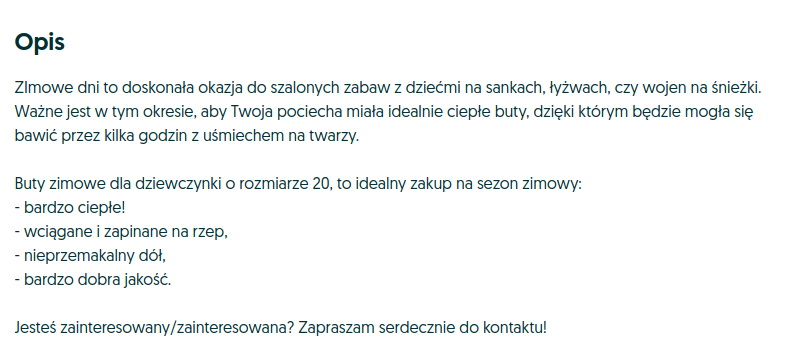 Opis
ZImowe dni to doskonała okazja do szalonych zabaw z dziećmi na sankach, łyżwach, czy wojen na śnieżki.
Ważne jest w tym okresie, aby Twoja pociecha miała idealnie ciepłe buty, dzięki którym będzie mogła się
bawić przez kilka godzin z uśmiechem na twarzy.
Buty zimowe dla dziewczynki o rozmiarze 20, to idealny zakup na sezon zimowy:
- bardzo ciepłe!
- wciągane i zapinane na rzep,
- nieprzemakalny dół,
- bardzo dobra jakość.
Jesteś zainteresowany/zainteresowana? Zapraszam serdecznie do kontaktu!